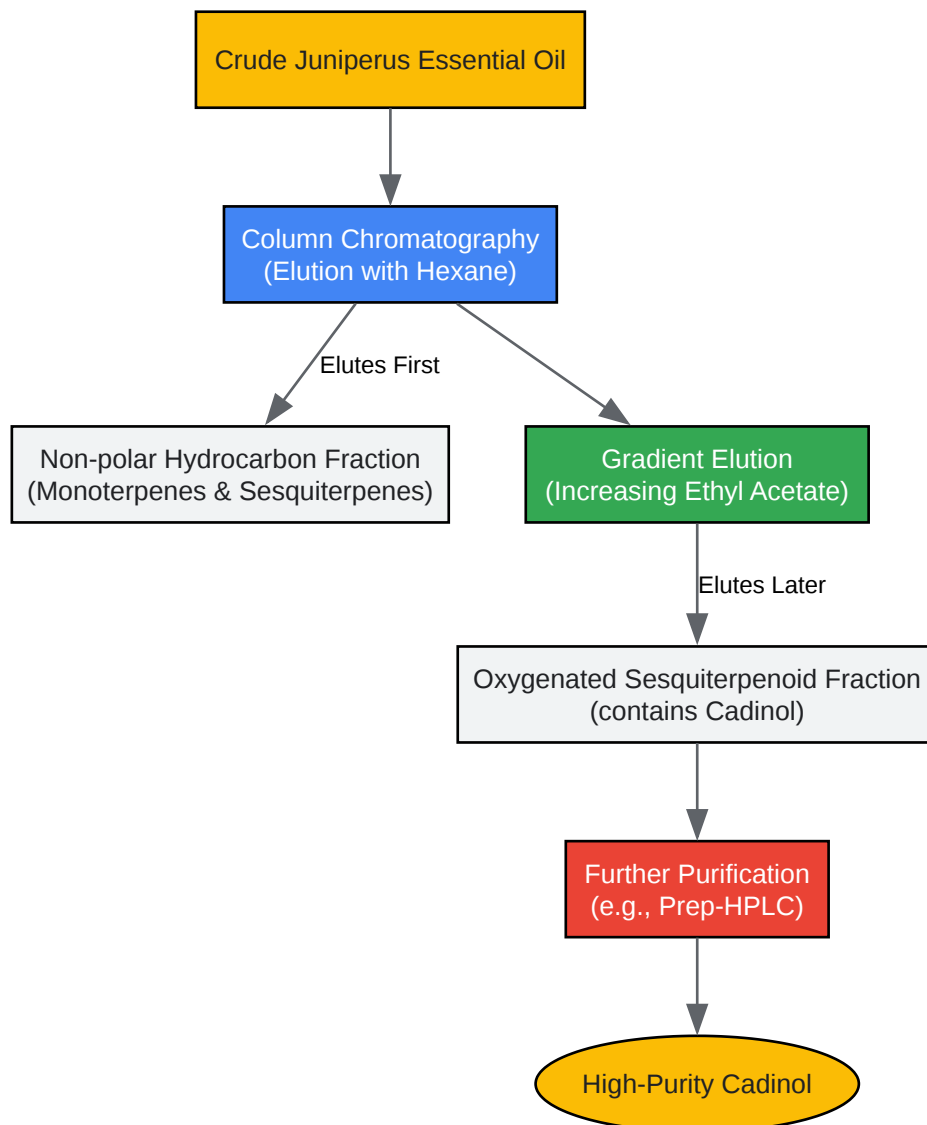 Crude Juniperus Essential Oil
Column Chromatography
(Elution with Hexane)
Elutes First
Non-polar Hydrocarbon Fraction
(Monoterpenes & Sesquiterpenes)
Gradient Elution
(Increasing Ethyl Acetate)
Elutes Later
Oxygenated Sesquiterpenoid Fraction
(contains Cadinol)
Further Purification
(e.g., Prep-HPLC)
High-Purity Cadinol